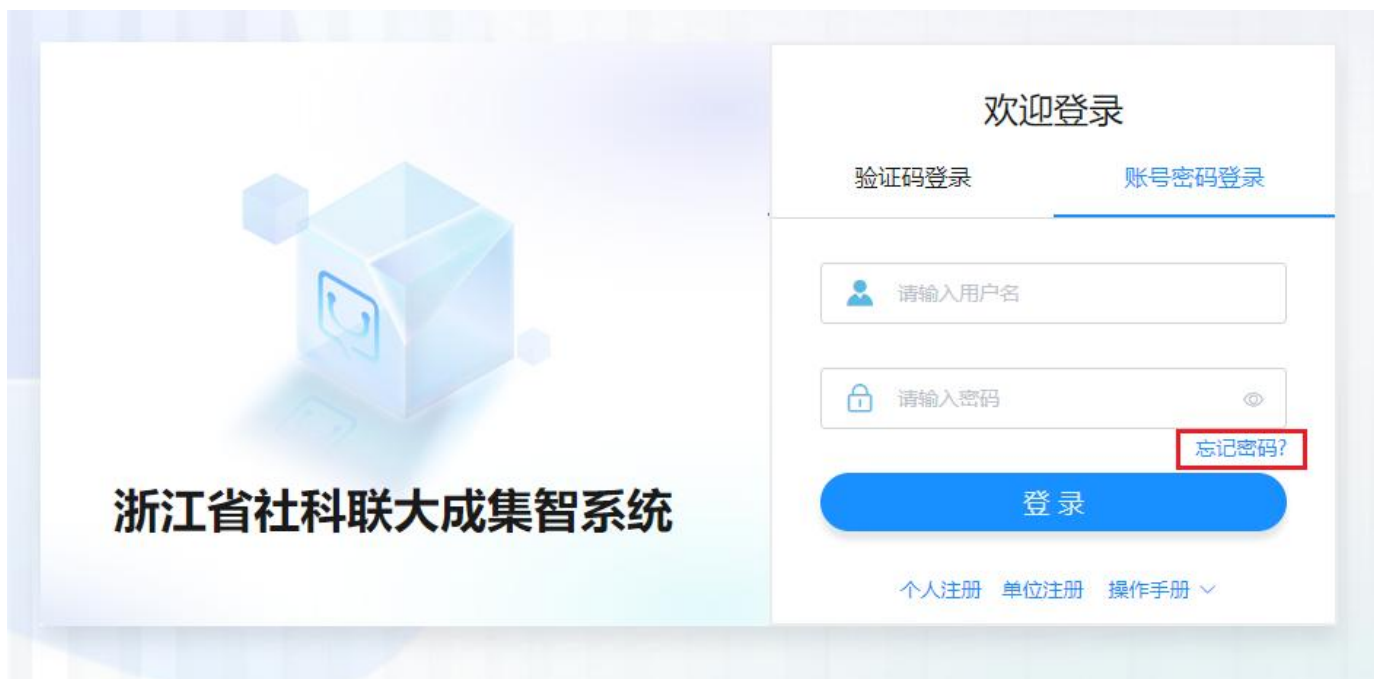 浙江省社科联大成集智系统
欢迎登录
验证码登录 账号密码登录
请输入用户名
请输入密码
忘记密码?
登录
个人注册 单位注册 操作手册